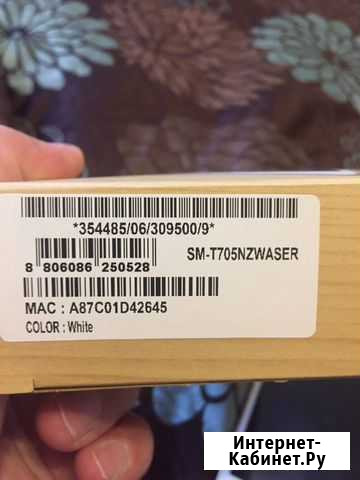 *354485/06/309500/9*
SM-T705NZWASER
8 806086 250528
MAC : A87C01D42645
COLOR : White
Интернет-
Кабинет.Ру